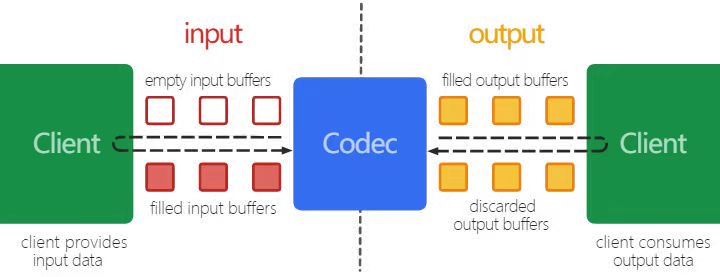 input
output
empty input buffers
filled output buffers
Client
Codec
Client
filled input buffers
discarded
output buffers
client provides
input data
client consumes
output data